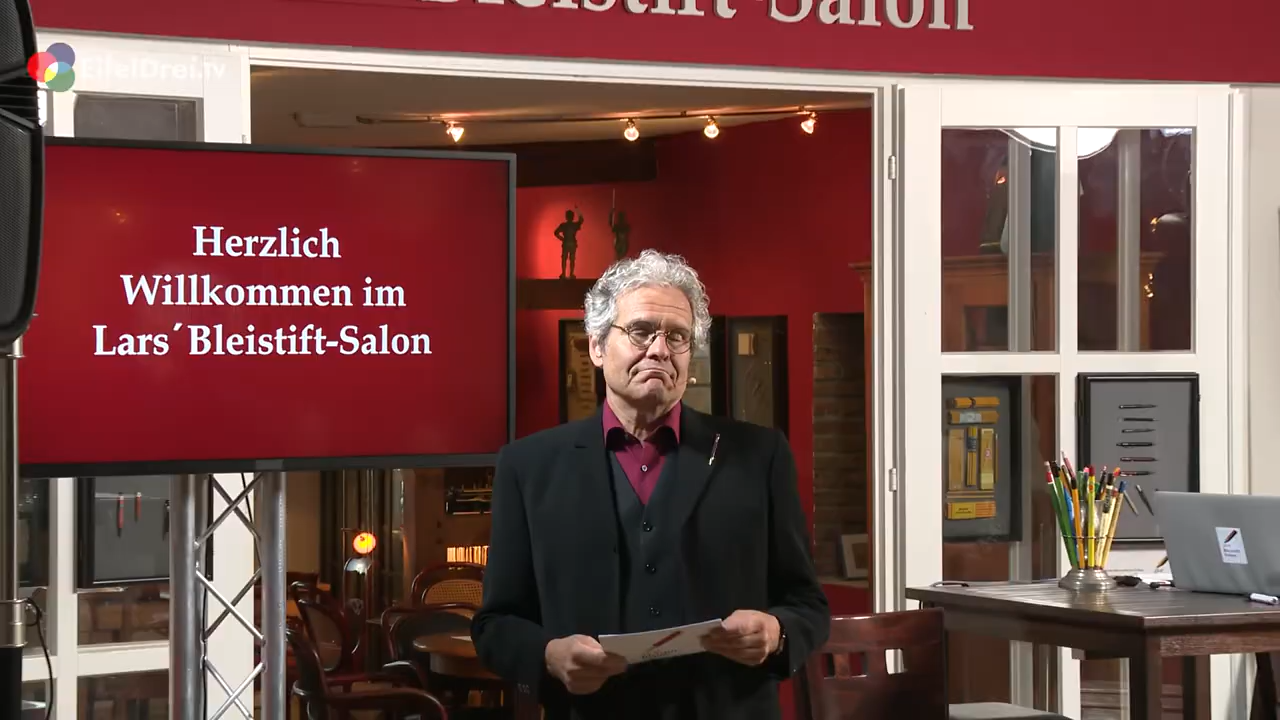 Bleistift-Salon
EifelDrei.tv
Herzlich
Willkommen im
Lars´Bleistift-Salon